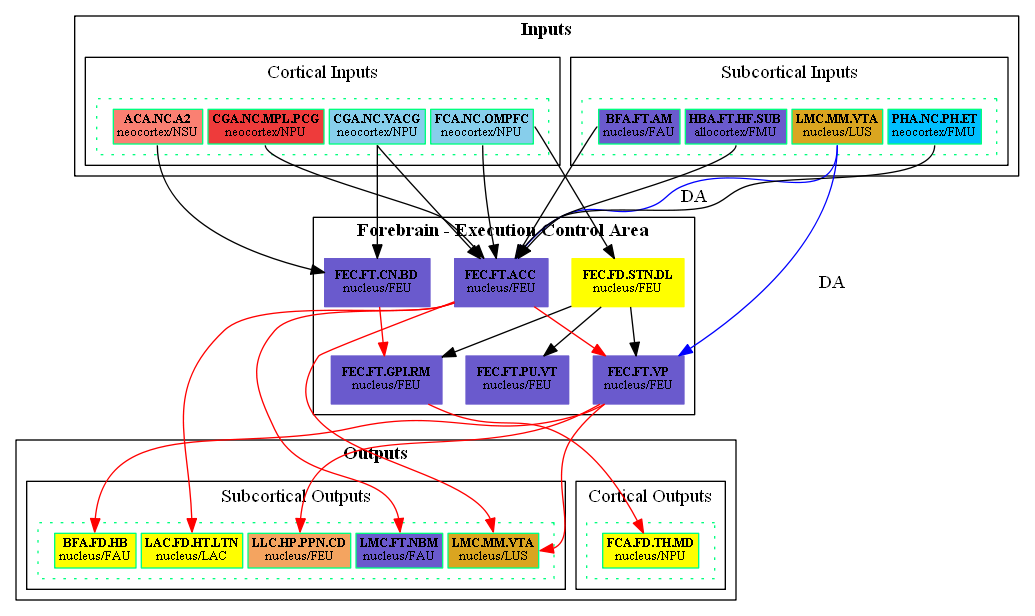 Inputs
Cortical Inputs
Subcortical Inputs
ACA.NC.A2
neocortex/NSU
CGA.NC.MPL.PCG
neocortex/NPU
CGA.NC.VACG
neocortex/NPU
FCA.NC.OMPFC
neocortex/NPU
BFA.FT.AM
nucleus/FAU
HBA.FT.HF.SUB
allocortex/FMU
LMC.MM.VTA
nucleus/LUS
PHA.NC.PH.ET
neocortex/FMU
DA
Forebrain - Execution Control Area
FEC.FT.CN.BD
nucleus/FEU
FEC.FT.ACC
nucleus/FEU
FEC.FD.STN.DL
nucleus/FEU
DA
FEC.FT.GPI.RM
nucleus/FEU
FEC.FT.PU.VT
nucleus/FEU
FEC.FT.VP
nucleus/FEU
Outputs
Subcortical Outputs
Cortical Outputs
BFA.FD.HB
nucleus/FAU
LAC.FD.HT.LTN
nucleus/LAC
LLC.HP.PPN.CD
nucleus/FEU
LMC.FT.NBM
nucleus/FAU
LMC.MM.VTA
nucleus/LUS
FCA.FD.TH.MD
nucleus/NPU